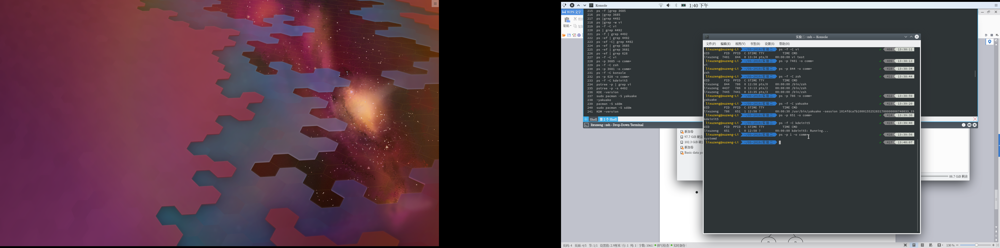 Konsole
1:40 下午
WPS 文字
粘贴
215 ps -f |grep 3685
216 ps |grep 3685
217 ps |grep 4492
218 ps |grep -w vi
219 ps -f -C vi
220 ps | grep 4492
221 ps -f | grep 4492
222 ps -ef | grep 4492
223 ps -ef -C| grep 4492
224 ps -ef | grep 3685
225 ps -ef | grep 3681
226 ps -ef | grep 628
227 ps -f -C vi
228 ps -p 3685 -o comm=
229 ps -f -C zsh
230 ps -p 3681 -o comm=
231 ps -f -C konsole
232 ps -p 628 -o comm=
233 ps -f -C kdeinit5
234 pstree -p | grep vi
235 pstree -p -s 4492
236 KDE -version
237 sudo pacman -S yakuake
238 ~yakuake
239 pacman -S sddm
240 sudo pacman -S sddm
241 KDM -version
Shell 第 2 个 Shell
lixuzeng : zsh - Drop-Down Terminal
新加卷
97.7 GiB 硬盘
102.3 GiB 硬
新加卷
Basic data pa
88.7 GiB 剩余
实验二 : zsh — Konsole
文件(F) 编辑(E) 视图(V) 书签(B) 设置(S) 帮助(H)
lixuzeng@xuzeng-Li ~/OS-2019/实验二 ps -f -C vi ✔ 408 13:38:11
UID PID PPID C STIME TTY TIME CMD
lixuzeng 7401 844 0 13:34 pts/0 00:00:00 vi test
lixuzeng@xuzeng-Li ~/OS-2019/实验二 ps -p 7401 -o comm= ✔ 409 13:38:13
vi
lixuzeng@xuzeng-Li ~/OS-2019/实验二 ps -p 844 -o comm= ✔ 410 13:38:34
zsh
lixuzeng@xuzeng-Li ~/OS-2019/实验二 ps -f -C zsh ✔ 411 13:38:44
UID PID PPID C STIME TTY TIME CMD
lixuzeng 844 786 0 12:58 pts/0 00:00:00 /bin/zsh
lixuzeng 4437 786 0 13:13 pts/2 00:00:00 /bin/zsh
lixuzeng 7445 7441 0 13:35 pts/3 00:00:00 /bin/zsh
lixuzeng@xuzeng-Li ~/OS-2019/实验二 ps -p 786 -o comm= ✔ 412 13:38:59
yakuake
lixuzeng@xuzeng-Li ~/OS-2019/实验二 ps -f -C yakuake ✔ 413 13:39:20
UID PID PPID C STIME TTY TIME CMD
lixuzeng 786 651 1 12:58 ? 00:00:30 /usr/bin/yakuake -session 1014fdca7b1000155252831700000006740033_15
lixuzeng@xuzeng-Li ~/OS-2019/实验二 ps -p 651 -o comm= ✔ 414 13:39:30
kdeinit5
lixuzeng@xuzeng-Li ~/OS-2019/实验二 ps -f -C kdeinit5 ✔ 415 13:39:40
UID PID PPID C STIME TTY TIME CMD
lixuzeng 651 1 0 12:58 ? 00:00:00 kdeinit5: Running...
lixuzeng@xuzeng-Li ~/OS-2019/实验二 ps -p 1 -o comm= ✔ 416 13:39:56
systemd
lixuzeng@xuzeng-Li ~/OS-2019/实验二 ✔ 417 13:40:07
页码: 4 页面: 4/5 节: 1/1 设置值: 2.9厘米 行: 1 列: 1 字数: 1061 拼写检查 实时备份
130 %